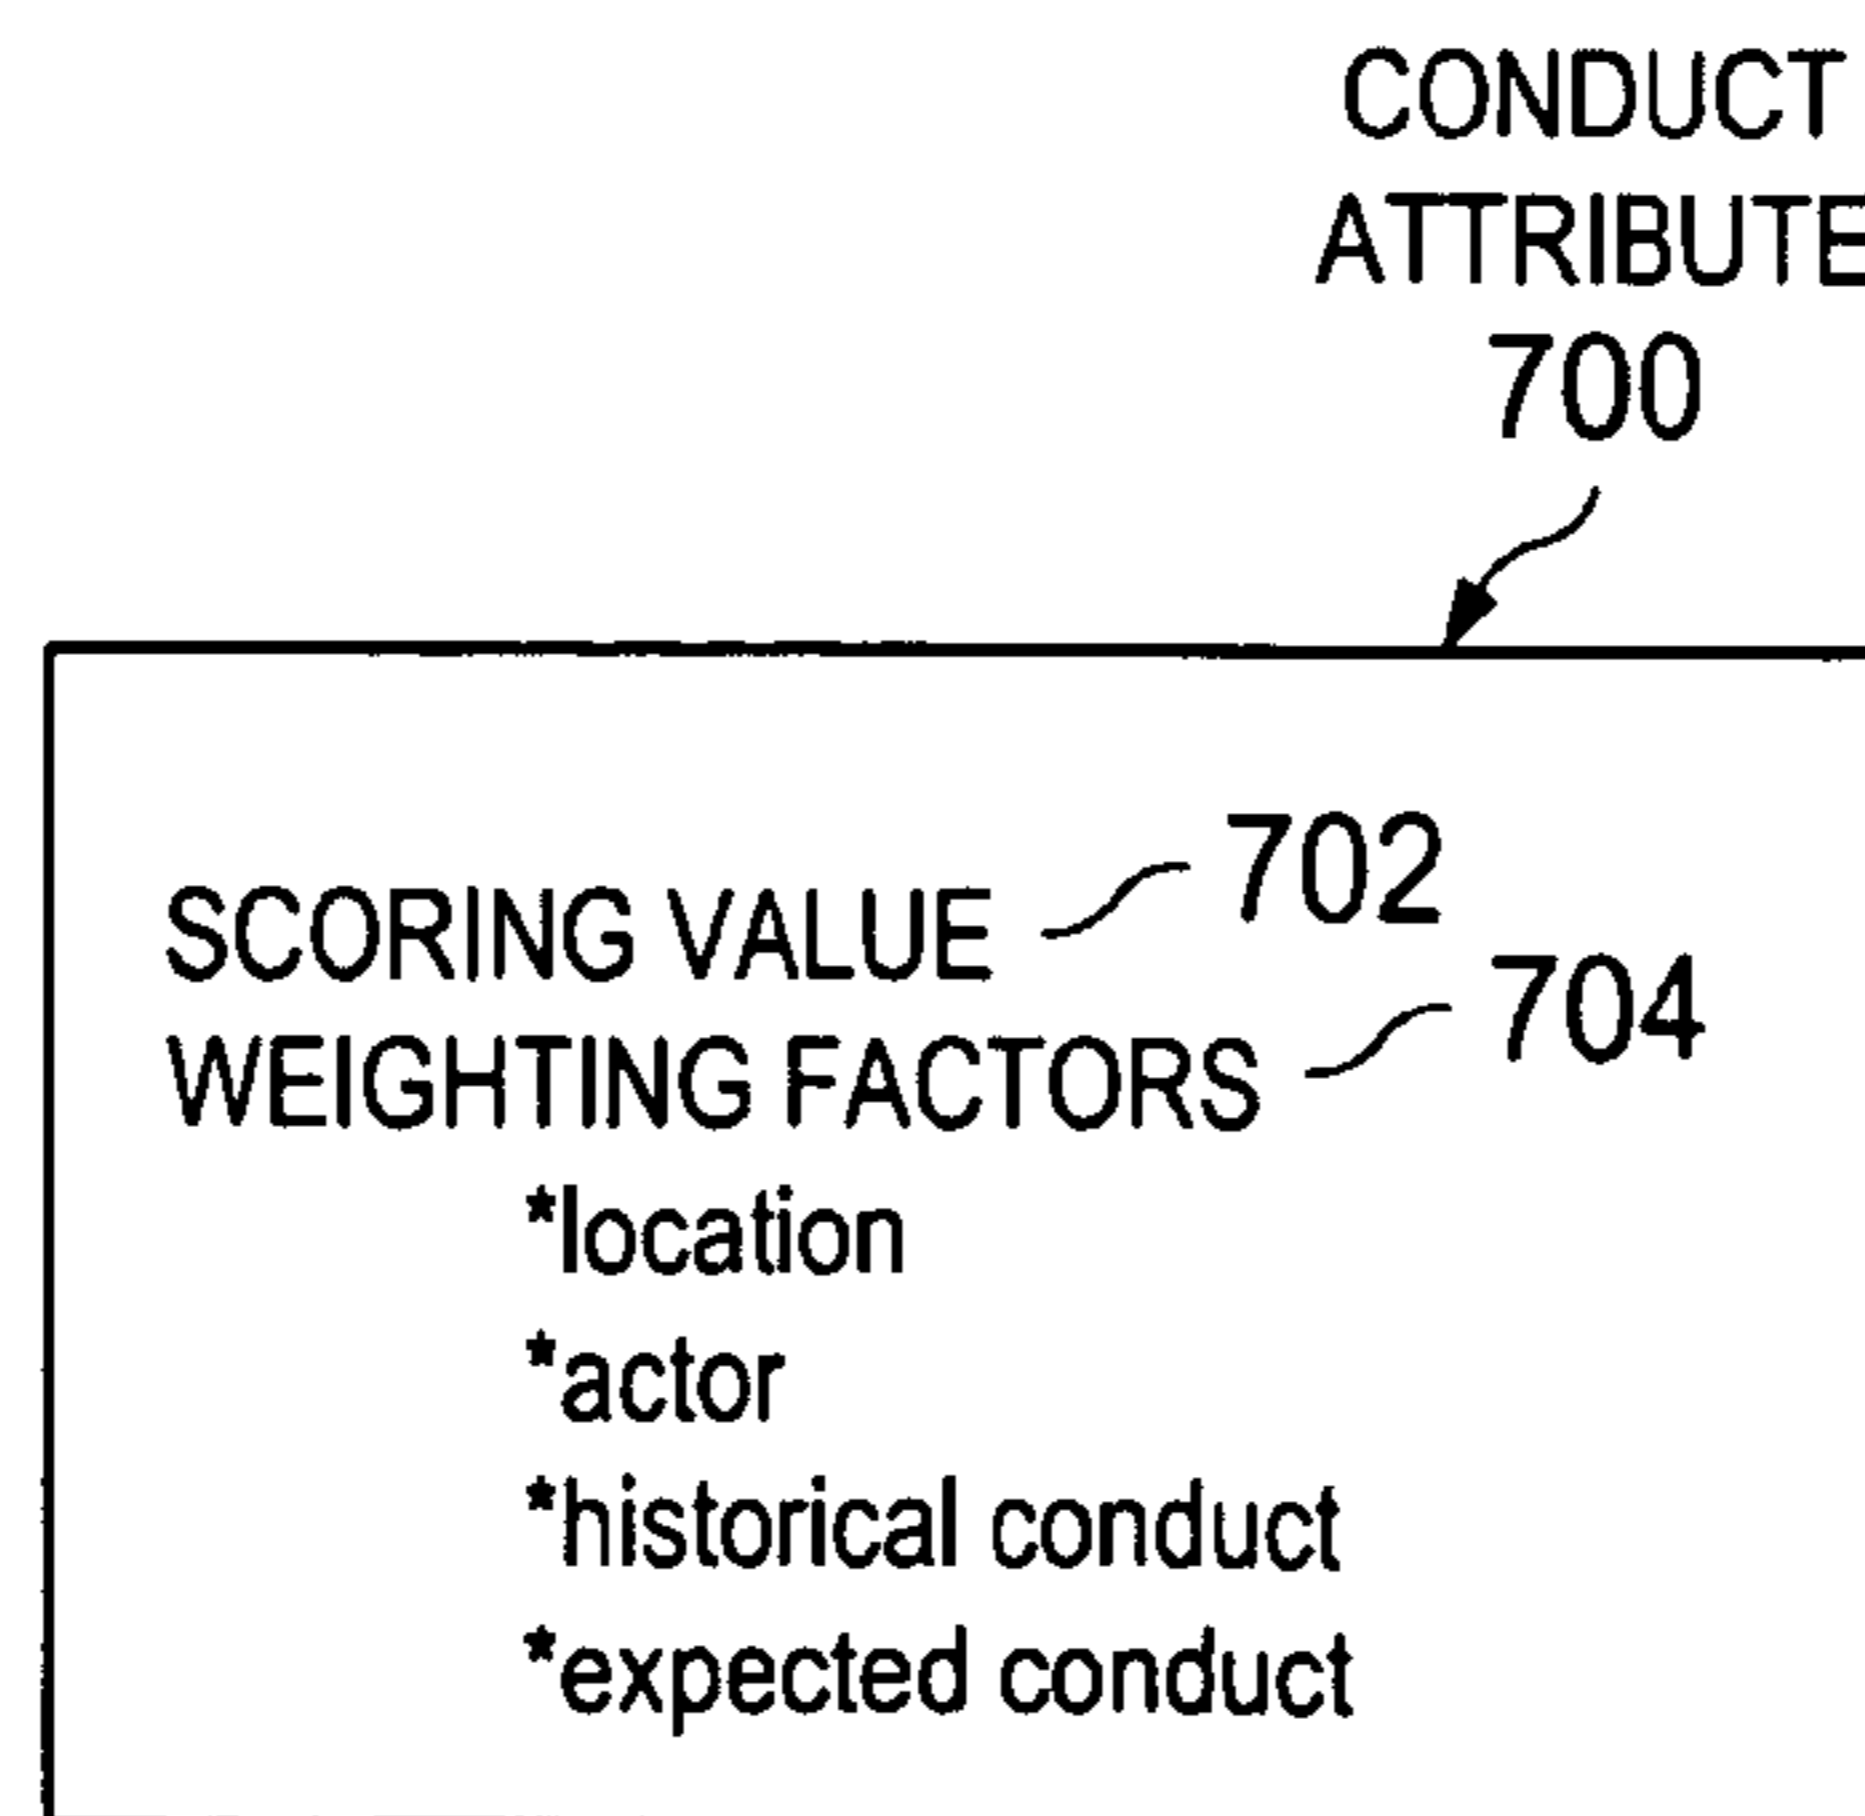 CONDUCT
ATTRIBUTE
700
SCORING VALUE 702
WEIGHTING FACTORS 704
*location
*actor
*historical conduct
*expected conduct